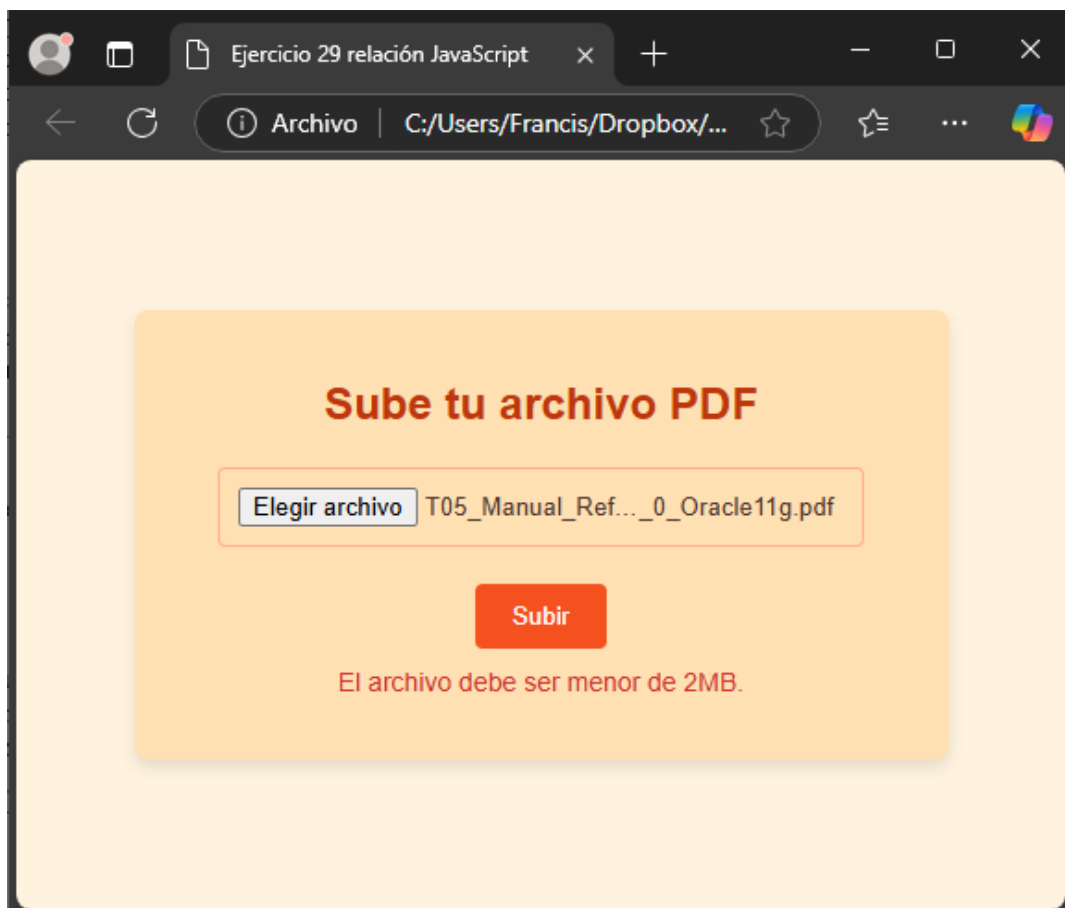 Ejercicio 29 relación JavaScript
Archivo C:/Users/Francis/Dropbox/...
Sube tu archivo PDF
Elegir archivo T05_Manual_Ref..._0_Oracle11g.pdf
Subir
El archivo debe ser menor de 2MB.